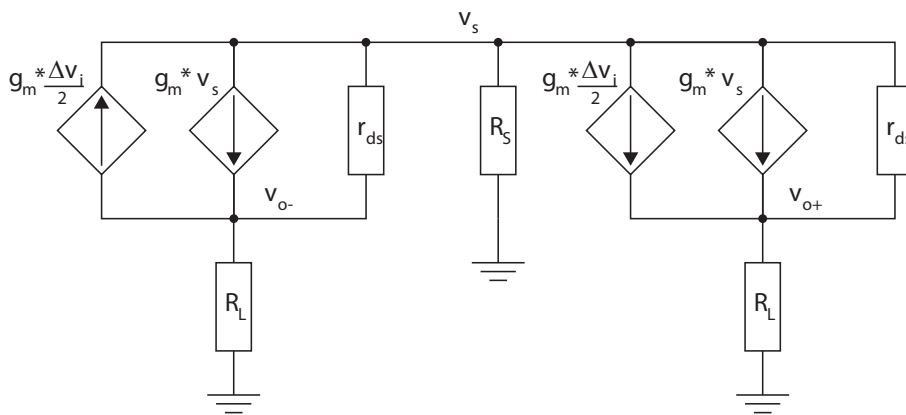 v_s
g_m*Δv_i/2
g_m*v_s
r_ds
R_S
g_m*Δv_i/2
g_m*v_s
r_ds
v_o-
v_o+
R_L
R_L